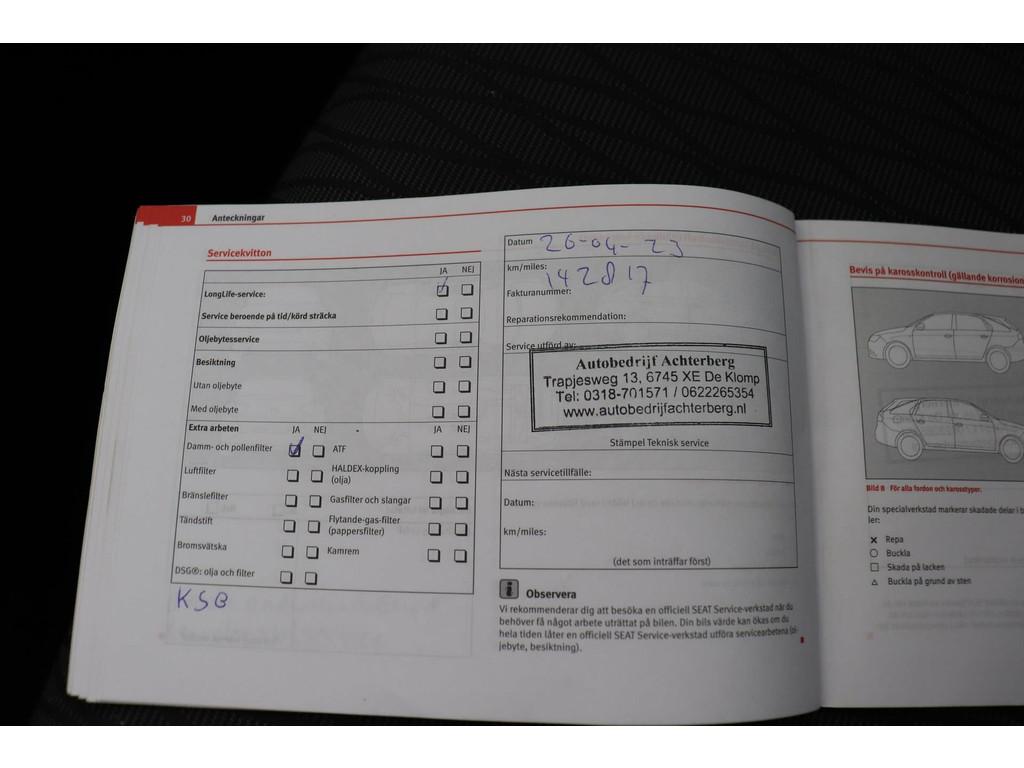 30 Anteckningar
Servicekvitton
JA NEJ
LongLife-service:
Service beroende på tid/körd sträcka
Oljebytesservice
Besiktning
Utan oljebyte
Med oljebyte
Extra arbeten JA NEJ JA NEJ
Damm- och pollenfilter ATF
Luftfilter HALDEX-koppling
(olja)
Bränslefilter Gasfilter och slangar
Tändstift Flytande-gas-filter
(pappersfilter)
Bromsvätska Kamrem
DSG®: olja och filter
KSB
Datum 26-04-23
km/miles: 142817
Fakturanummer:
Reparationsrekommendation:
Service utförd av:
Autobedrijf Achterberg
Trapjesweg 13, 6745 XE De Klomp
Tel: 0318-701571 / 0622265354
www.autobedrijfachterberg.nl
Stämpel Teknisk service
Nästa servicetillfälle:
Datum:
km/miles:
(det som inträffar först)
i Observera
Vi rekommenderar dig att besöka en officiell SEAT Service-verkstad när du
behöver få något arbete uträttat på bilen. Din bils värde kan ökas om du
hela tiden låter en officiell SEAT Service-verkstad utföra servicearbetena (ol-
jebyte, besiktning).
Bevis på karosskontroll (gällande korrosion
Bild 8 För alla fordon och karosstyper.
Din specialverkstad markerar skadade delar i b
ler:
Repa
Buckla
Skada på lacken
Buckla på grund av sten